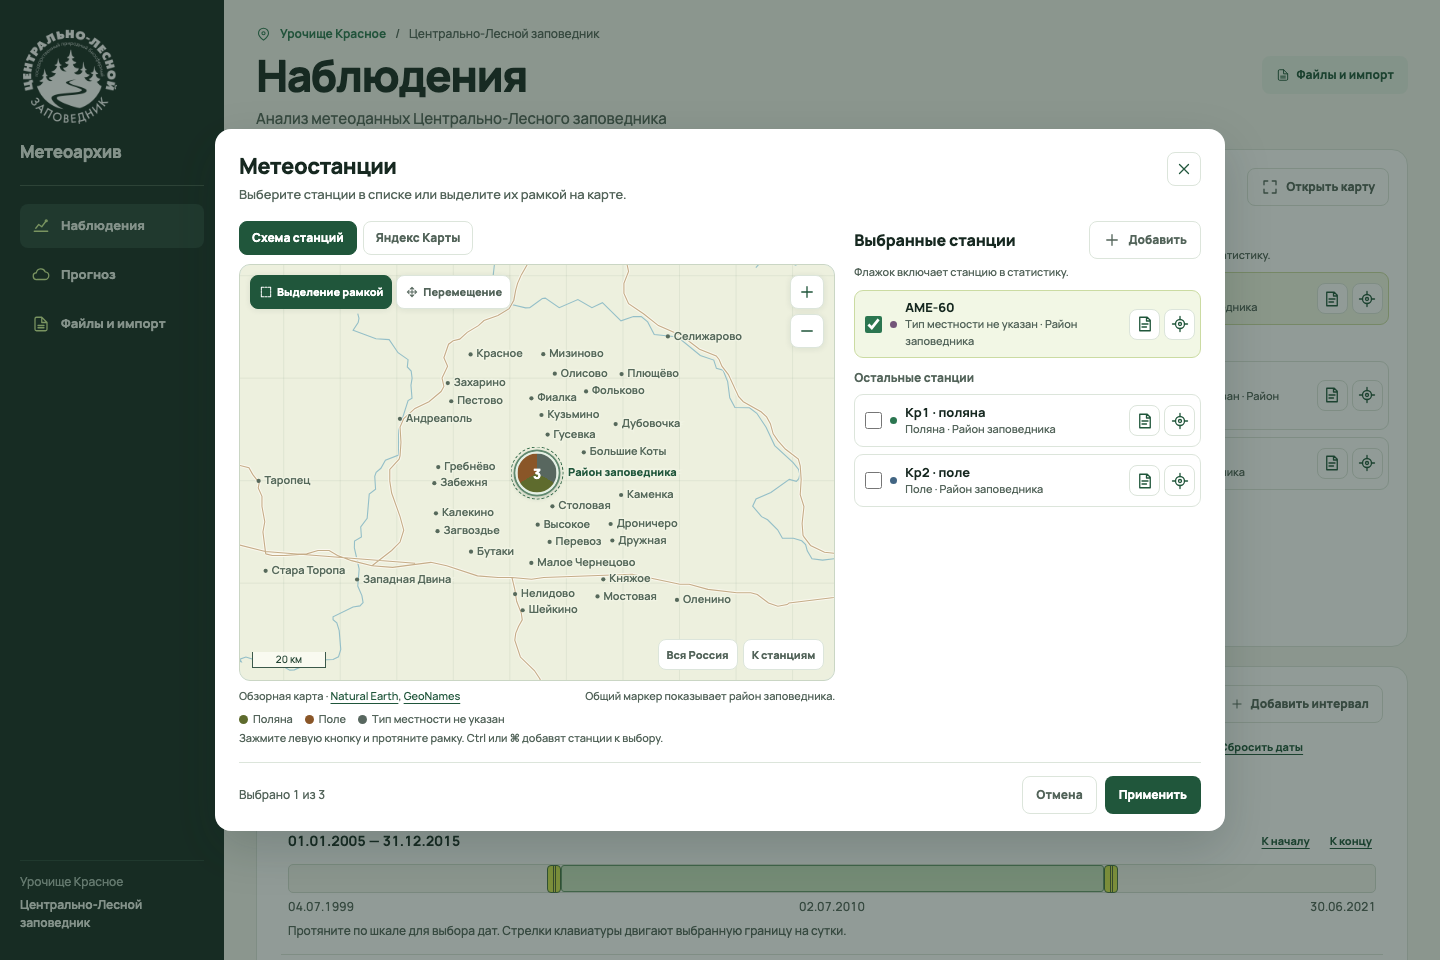 ЦЕНТРАЛЬНО-ЛЕСНОЙ
ЗАПОВЕДНИК
Метеоархив
Наблюдения
Прогноз
Файлы и импорт
Урочище Красное
Центрально-Лесной
заповедник
Урочище Красное / Центрально-Лесной заповедник
Наблюдения
Файлы и импорт
Анализ метеоданных Центрально-Лесного заповедника
Открыть карту
Метеостанции
Выберите станции в списке или выделите их рамкой на карте.
Схема станций
Яндекс Карты
Выделение рамкой
Перемещение
Селижарово
Красное
Мизиново
Олисово
Плющёво
Захарино
Фольково
Пестово
Фиалка
Андреаполь
Кузьмино
Дубовочка
Гусевка
Большие Коты
Гребнёво
3
Район заповедника
Таропец
Забежня
Каменка
Столовая
Калекино
Высокое
Дроничеро
Загвоздье
Перевоз
Дружная
Бутаки
Малое Чернецово
Стара Торопа
Западная Двина
Княжое
Нелидово
Мостовая
Оленино
Шейкино
20 км
Вся Россия
К станциям
Обзорная карта · Natural Earth, GeoNames
Общий маркер показывает район заповедника.
Поляна
Поле
Тип местности не указан
Зажмите левую кнопку и протяните рамку. Ctrl или ⌘ добавят станции к выбору.
Выбранные станции
Добавить
Флажок включает станцию в статистику.
АМЕ-60
Тип местности не указан · Район
заповедника
Остальные станции
Кр1 · поляна
Поляна · Район заповедника
Кр2 · поле
Поле · Район заповедника
Выбрано 1 из 3
Отмена
Применить
Добавить интервал
Сбросить даты
01.01.2005 — 31.12.2015
К началу
К концу
04.07.1999
02.07.2010
30.06.2021
Протяните по шкале для выбора дат. Стрелки клавиатуры двигают выбранную границу на сутки.